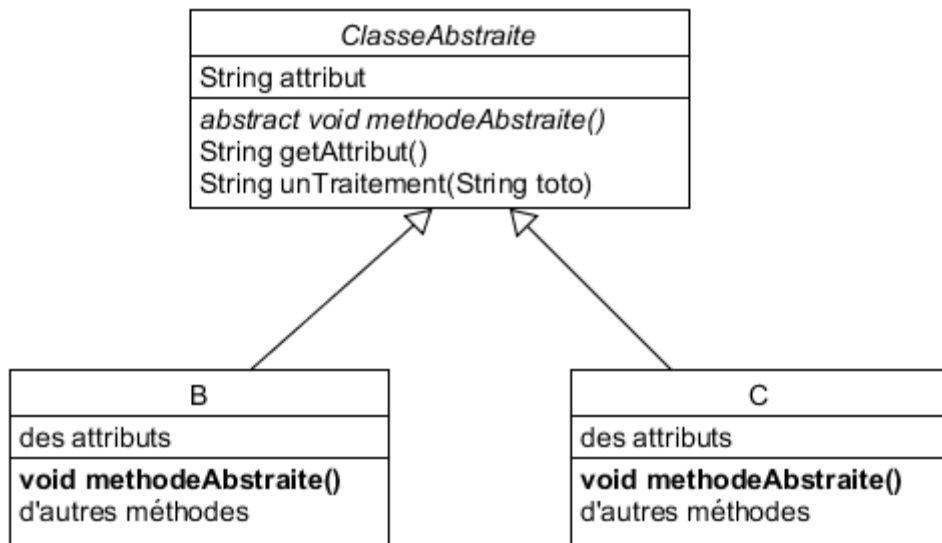 ClasseAbstraite
String attribut
abstract void methodeAbstraite()
String getAttribut()
String unTraitement(String toto)
B
des attributs
void methodeAbstraite()
d'autres méthodes
C
des attributs
void methodeAbstraite()
d'autres méthodes